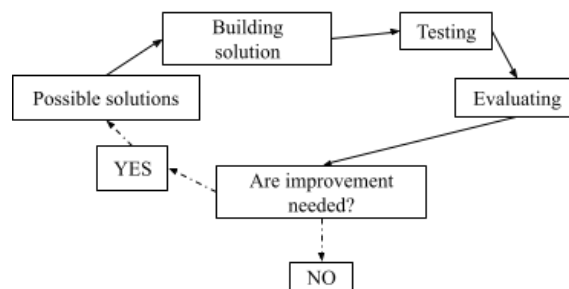 Building
solution
Testing
Possible solutions
Evaluating
YES
Are improvement
needed?
NO